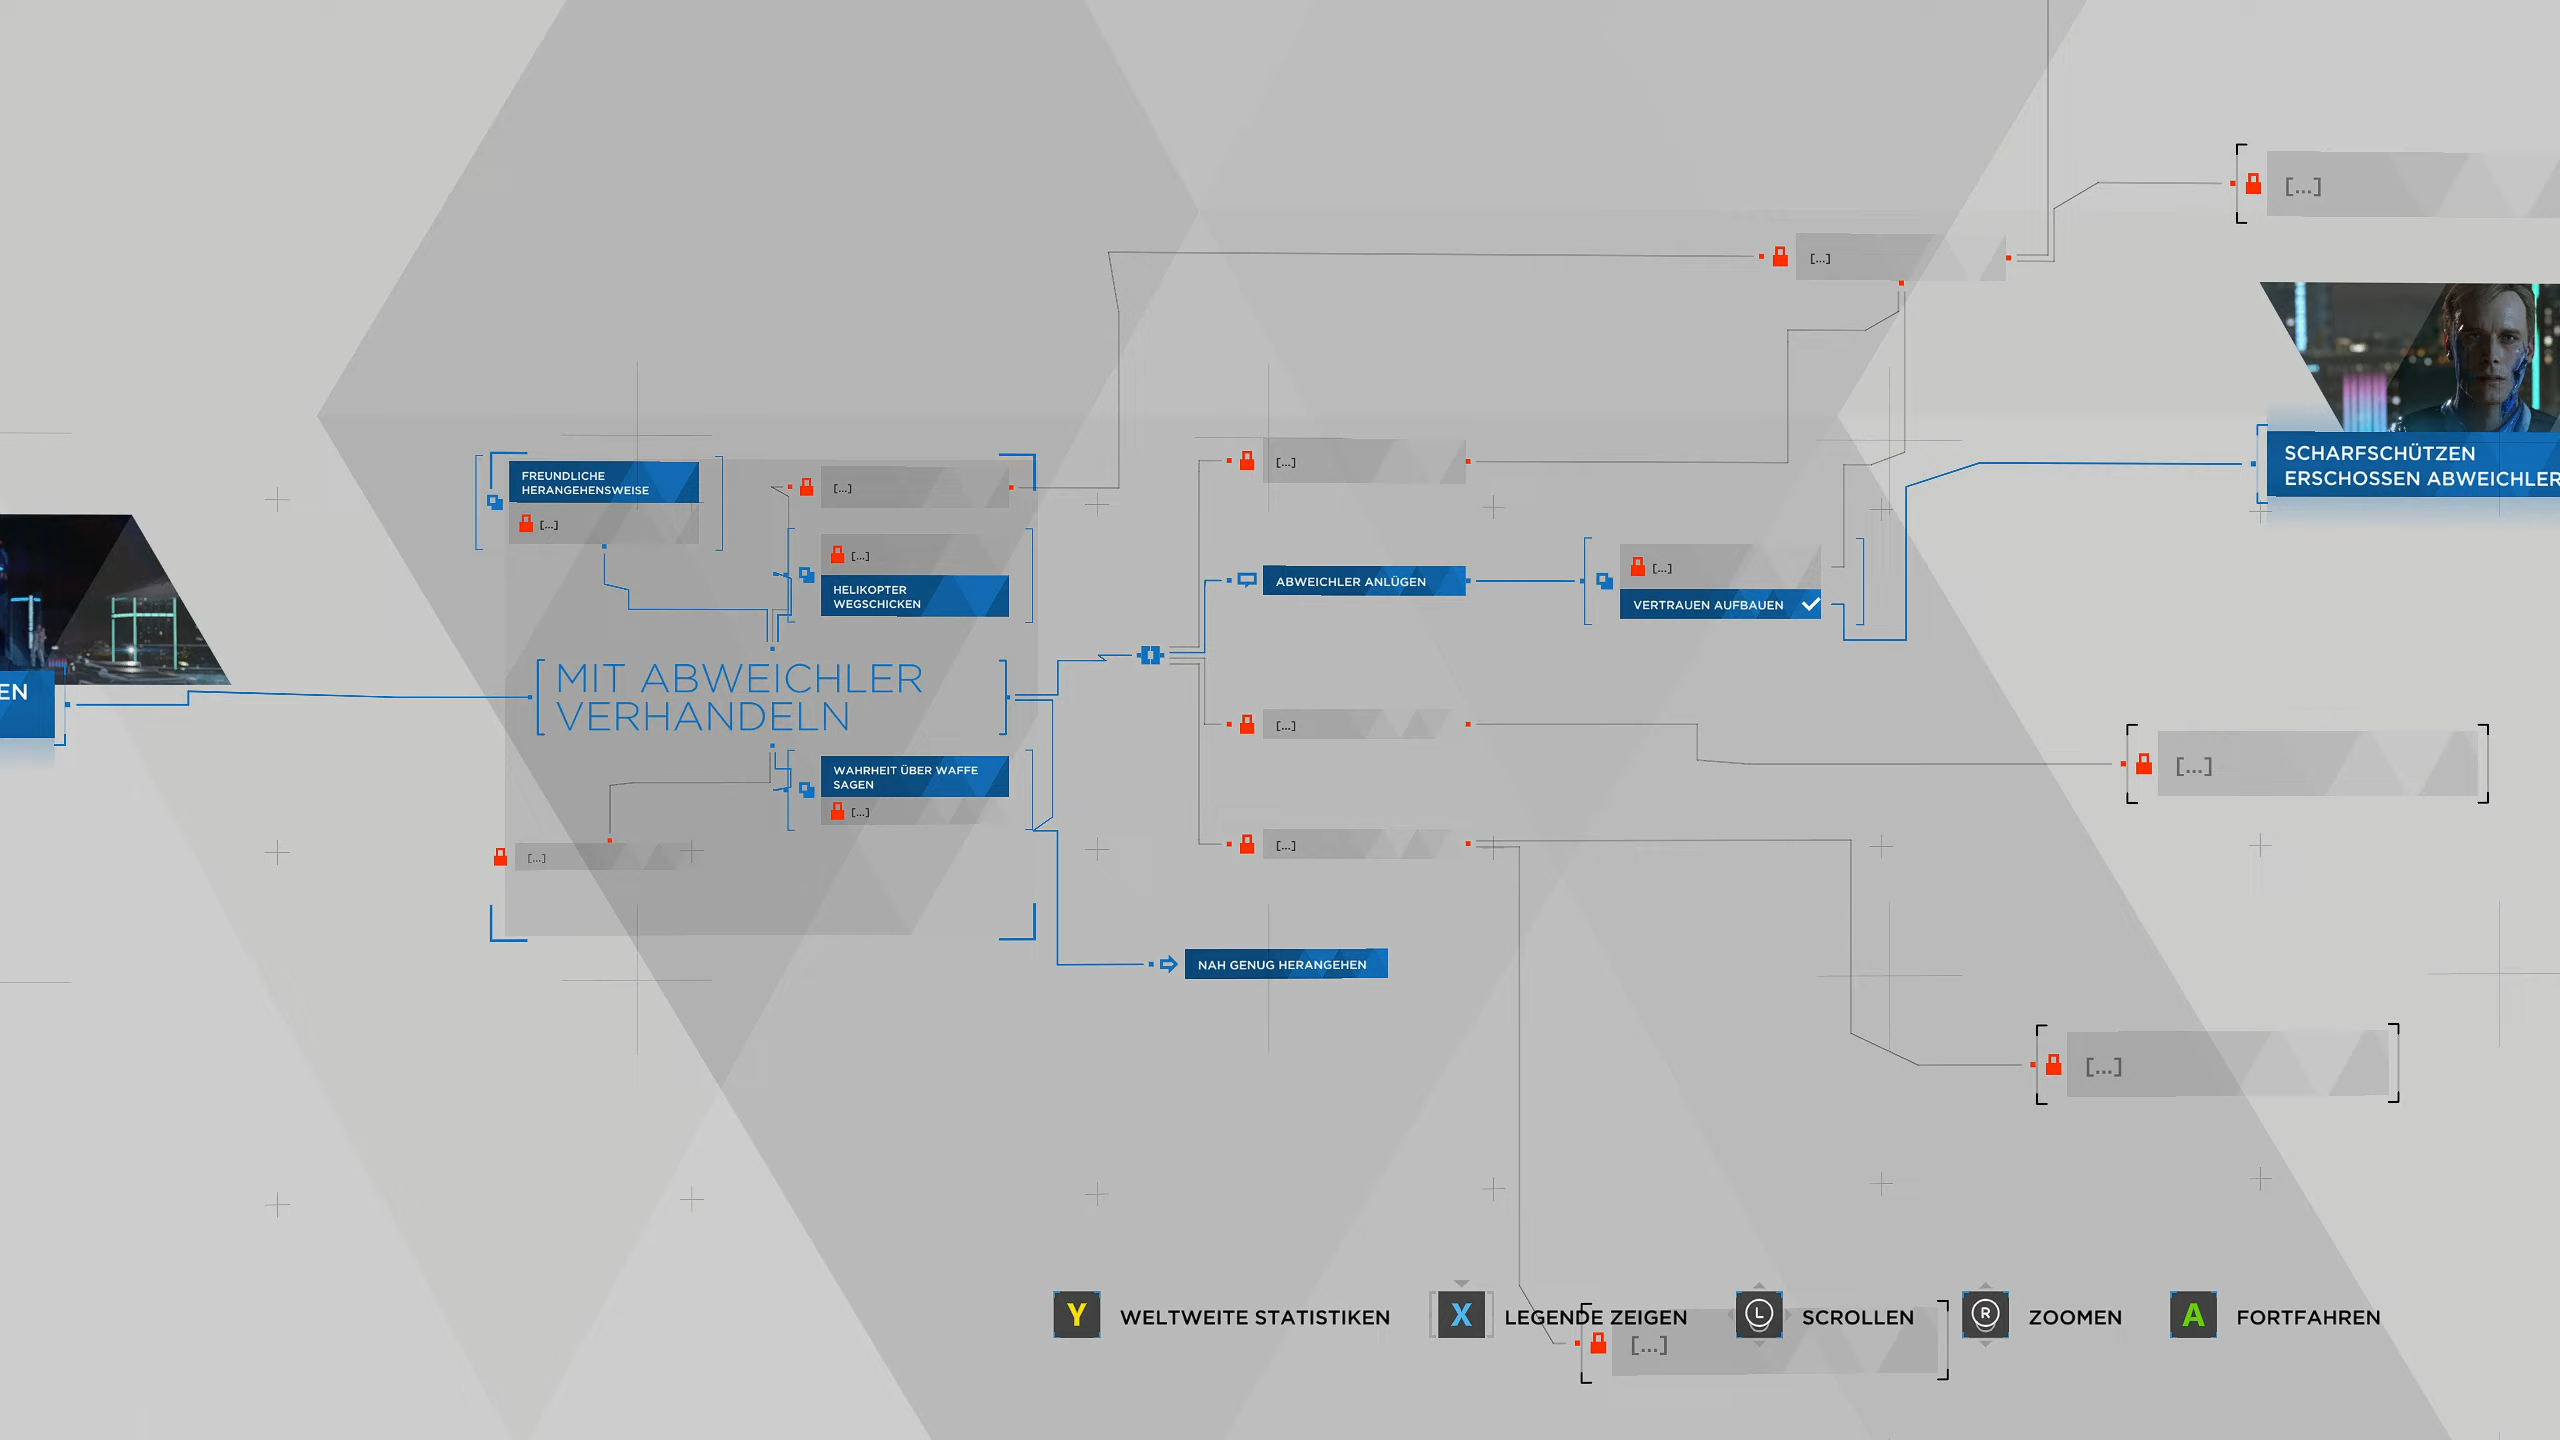 [...]
[...]
SCHARFSCHÜTZEN
ERSCHOSSEN ABWEICHLER
FREUNDLICHE
HERANGEHENSWEISE
[...]
[...]
[...]
HELIKOPTER
WEGSCHICKEN
[...]
ABWEICHLER ANLÜGEN
[...]
VERTRAUEN AUFBAUEN
EN
MIT ABWEICHLER
VERHANDELN
[...]
[...]
WAHRHEIT ÜBER WAFFE
SAGEN
[...]
[...]
[...]
NAH GENUG HERANGEHEN
[...]
Y WELTWEITE STATISTIKEN X LEGENDE ZEIGEN L SCROLLEN R ZOOMEN A FORTFAHREN
[...]